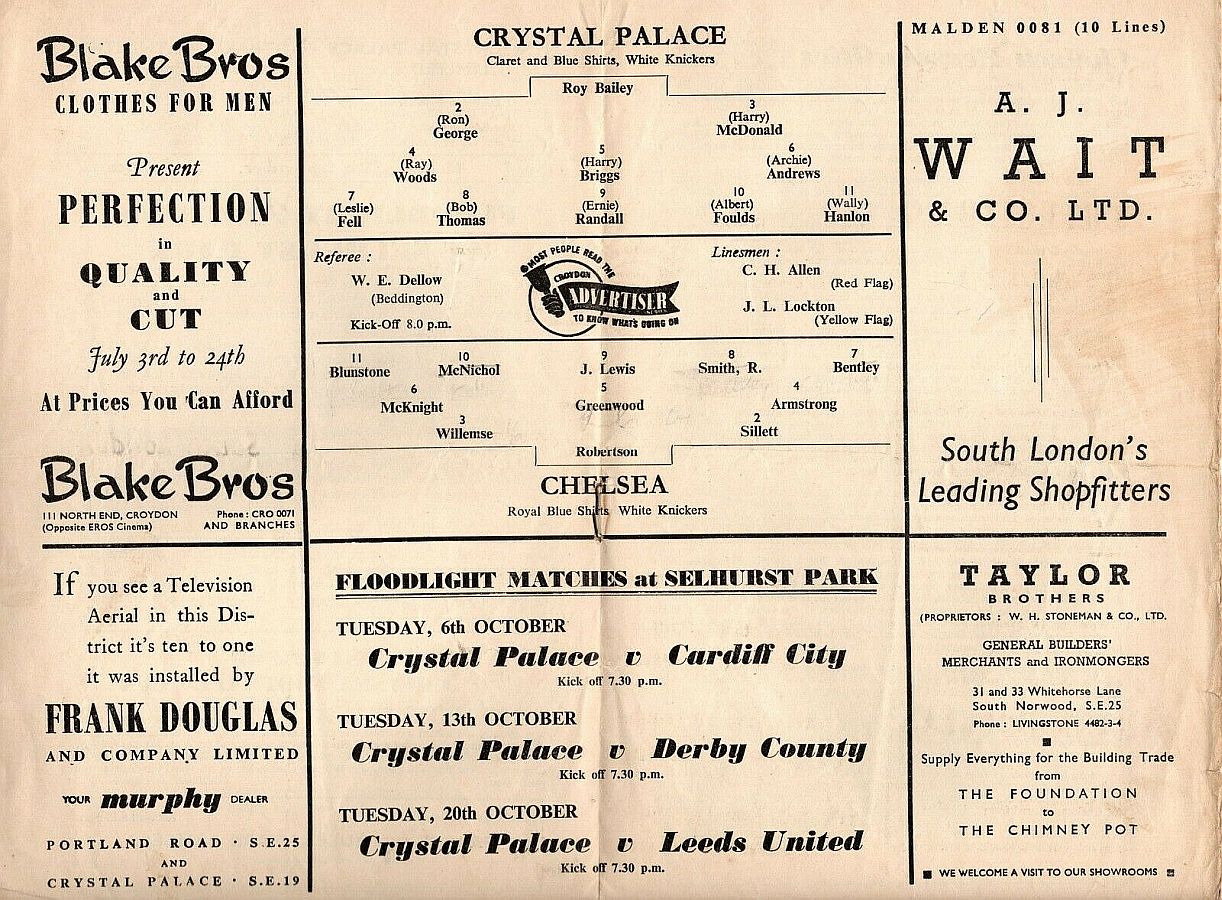 Blake Bros
CLOTHES FOR MEN
Present
PERFECTION
in
QUALITY
and
CUT
July 3rd to 24th
At Prices You Can Afford
Blake Bros
111 NORTH END, CROYDON
(Opposite EROS Cinema)
Phone : CRO 0071
AND BRANCHES
If you see a Television
Aerial in this Dis-
trict it's ten to one
it was installed by
FRANK DOUGLAS
AND COMPANY LIMITED
YOUR murphy DEALER
PORTLAND ROAD · S.E.25
AND
CRYSTAL PALACE · S.E.19
CRYSTAL PALACE
Claret and Blue Shirts, White Knickers
Roy Bailey
2 3
(Ron) (Harry)
George McDonald
4 5 6
(Ray) (Harry) (Archie)
Woods Briggs Andrews
7 8 9 10 11
(Leslie) (Bob) (Ernie) (Albert) (Wally)
Fell Thomas Randall Foulds Hanlon
Referee :
W. E. Dellow
(Beddington)
Kick-Off 8.0 p.m.
MOST PEOPLE READ THE
CROYDON
ADVERTISER
SERIES
TO KNOW WHAT'S GOING ON
Linesmen :
C. H. Allen
(Red Flag)
J. L. Lockton
(Yellow Flag)
11 10 9 8 7
Blunstone McNichol J. Lewis Smith, R. Bentley
6 5 4
McKnight Greenwood Armstrong
3 2
Willemse Sillett
Robertson
CHELSEA
Royal Blue Shirts, White Knickers
FLOODLIGHT MATCHES at SELHURST PARK
TUESDAY, 6th OCTOBER
Crystal Palace v Cardiff City
Kick off 7.30 p.m.
TUESDAY, 13th OCTOBER
Crystal Palace v Derby County
Kick off 7.30 p.m.
TUESDAY, 20th OCTOBER
Crystal Palace v Leeds United
Kick off 7.30 p.m.
MALDEN 0081 (10 Lines)
A. J.
WAIT
& CO. LTD.
South London's
Leading Shopfitters
TAYLOR
BROTHERS
(PROPRIETORS : W. H. STONEMAN & CO., LTD.
GENERAL BUILDERS'
MERCHANTS and IRONMONGERS
31 and 33 Whitehorse Lane
South Norwood, S.E.25
Phone : LIVINGSTONE 4482-3-4
Supply Everything for the Building Trade
from
THE FOUNDATION
to
THE CHIMNEY POT
WE WELCOME A VISIT TO OUR SHOWROOMS